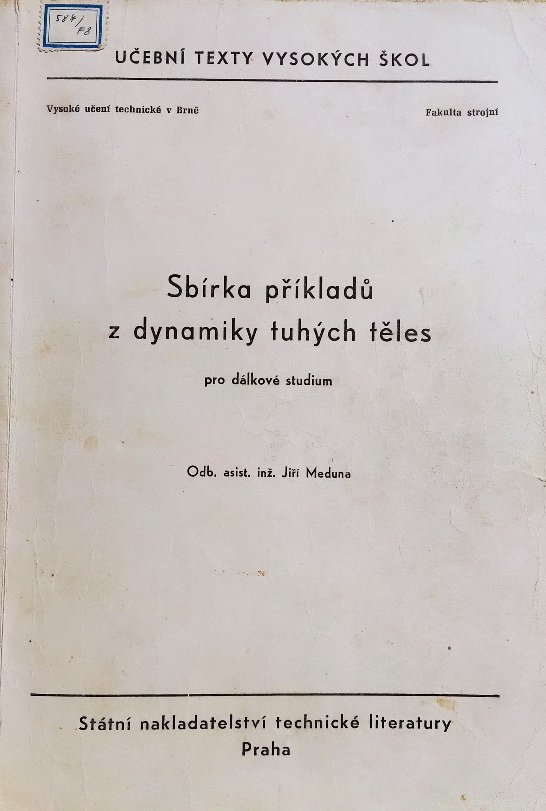 584/
P8
UČEBNÍ TEXTY VYSOKÝCH ŠKOL
Vysoké učení technické v Brně
Fakulta strojní
Sbírka příkladů
z dynamiky tuhých těles
pro dálkové studium
Odb. asist. inž. Jiří Meduna
Státní nakladatelství technické literatury
Praha